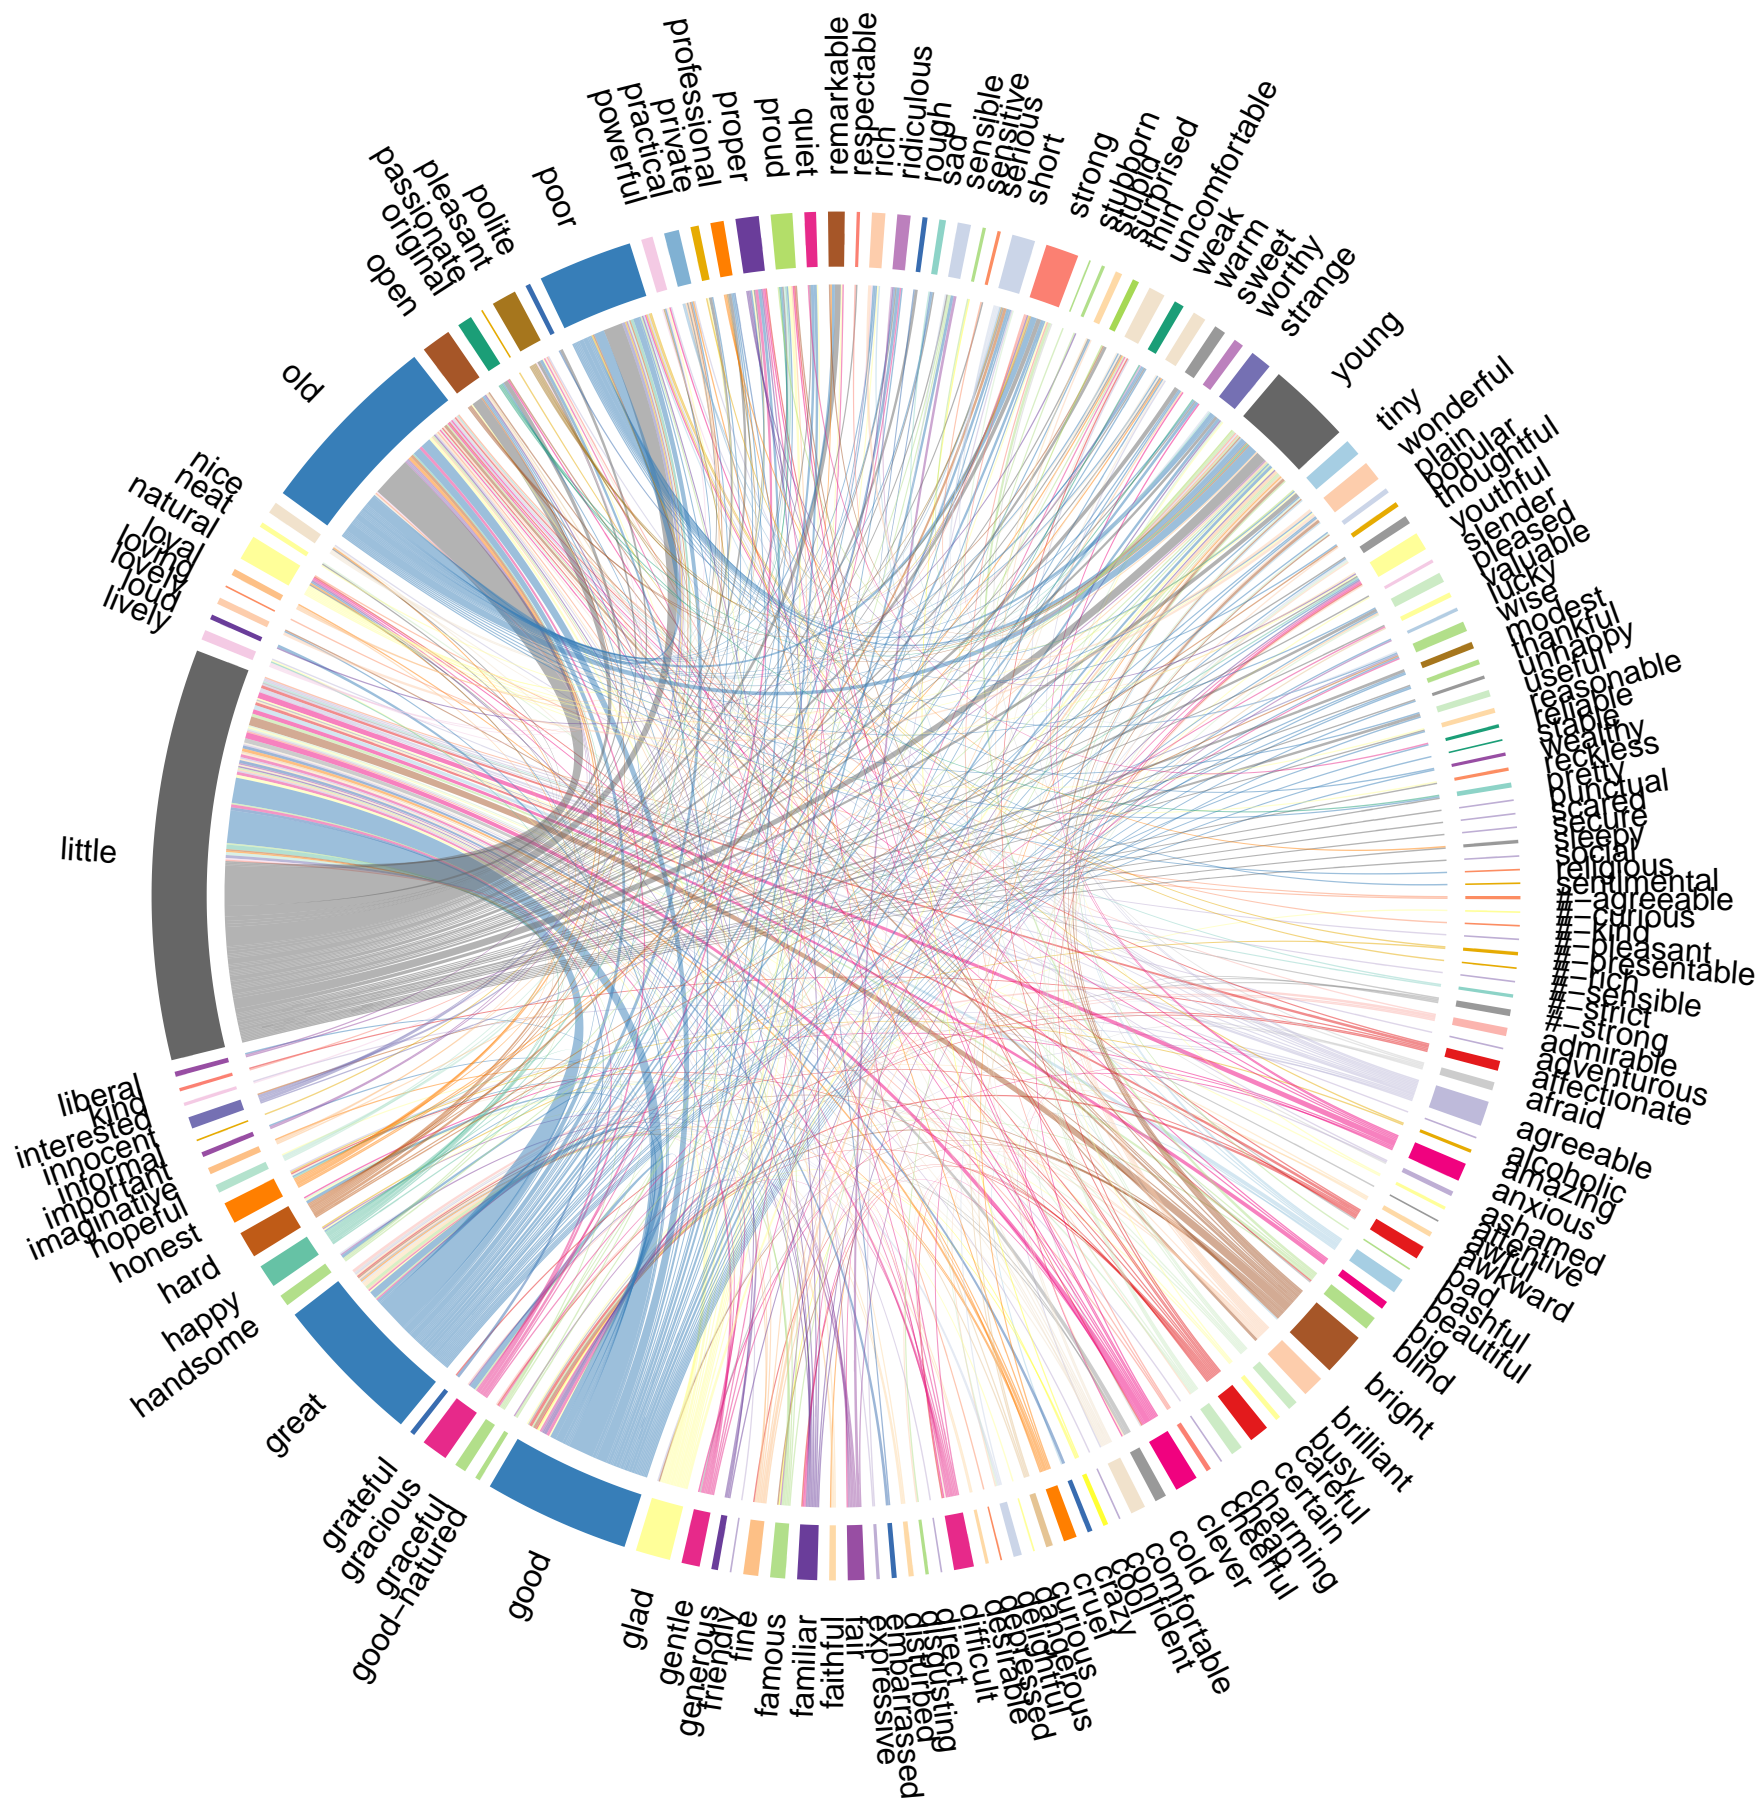 remarkable
respectable
rich
ridiculous
rough
sad
sensible
sensitive
serious
short
strong
stubborn
stupid
surprised
thin
uncomfortable
weak
warm
sweet
worthy
strange
young
tiny
wonderful
plain
popular
thoughtful
youthful
slender
pleased
valuable
lucky
wise
modest
thankful
unhappy
useful
reasonable
reliable
stable
wealthy
reckless
pretty
punctual
scared
secure
sleepy
social
religious
sentimental
#−agreeable
#−curious
#−kind
#−pleasant
#−presentable
#−rich
#−sensible
#−strict
#−strong
admirable
adventurous
affectionate
afraid
agreeable
alcoholic
amazing
anxious
ashamed
attentive
awful
awkward
bad
bashful
beautiful
big
blind
bright
brilliant
busy
careful
certain
charming
cheap
cheerful
clever
cold
comfortable
confident
cool
crazy
cruel
curious
dangerous
delightful
depressed
desirable
difficult
direct
disgusting
disturbed
embarrassed
expressive
fair
faithful
familiar
famous
fine
friendly
generous
gentle
glad
good
good−natured
graceful
gracious
grateful
great
handsome
happy
hard
honest
hopeful
imaginative
important
informal
innocent
interested
kind
liberal
little
lively
loud
lovely
loving
loyal
natural
neat
nice
old
open
original
passionate
pleasant
polite
poor
powerful
practical
private
professional
proper
proud
quiet